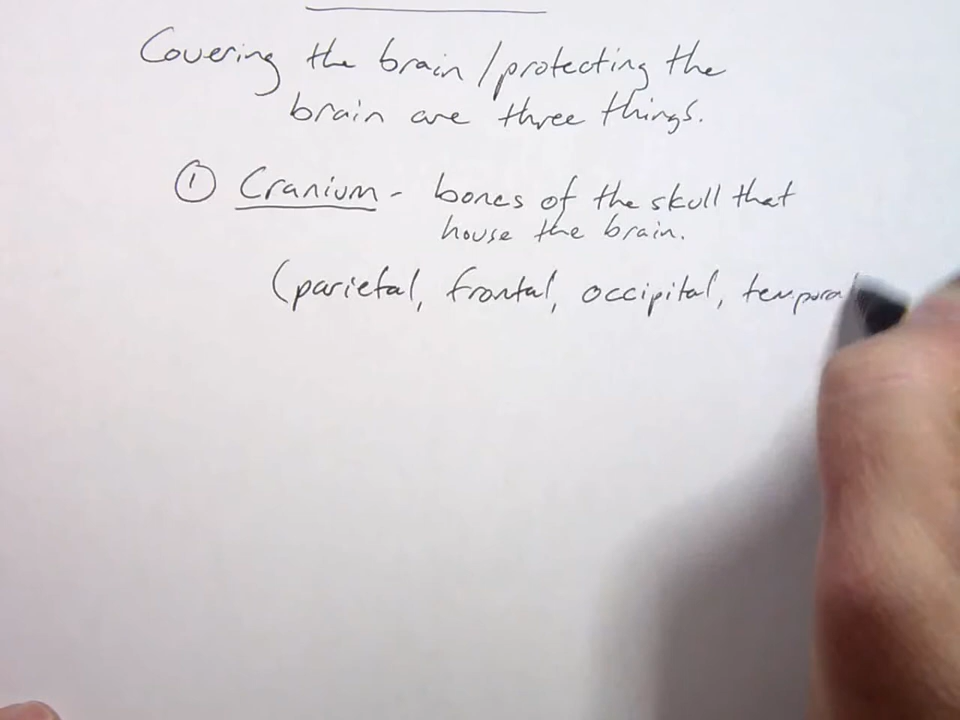 Covering the brain/protecting the
brain are three things.
① Cranium - bones of the skull that
house the brain.
(parietal, frontal, occipital, temporal